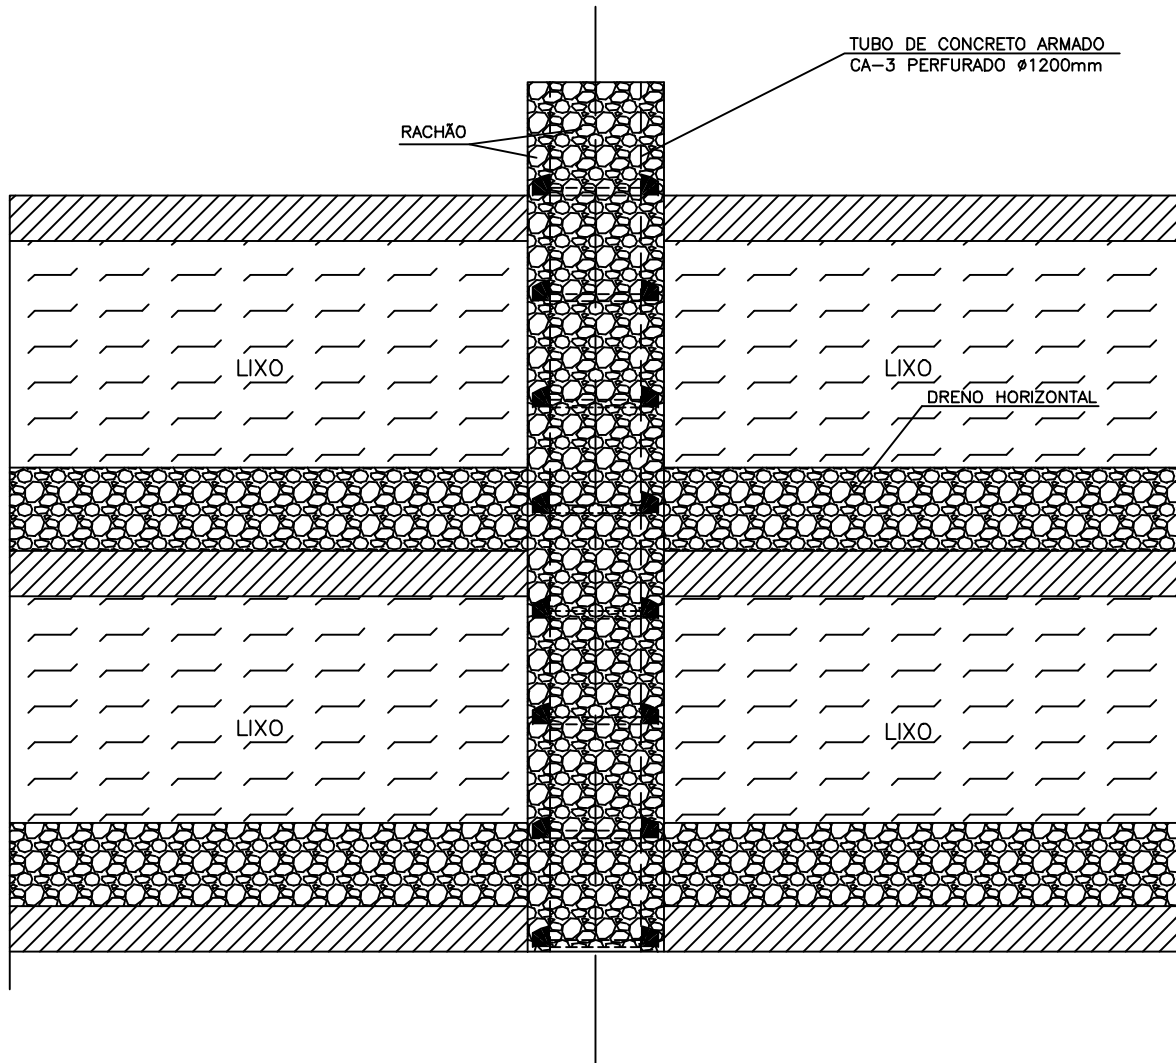 TUBO DE CONCRETO ARMADO
CA-3 PERFURADO ø1200mm
RACHÃO
LIXO
LIXO
DRENO HORIZONTAL
LIXO
LIXO